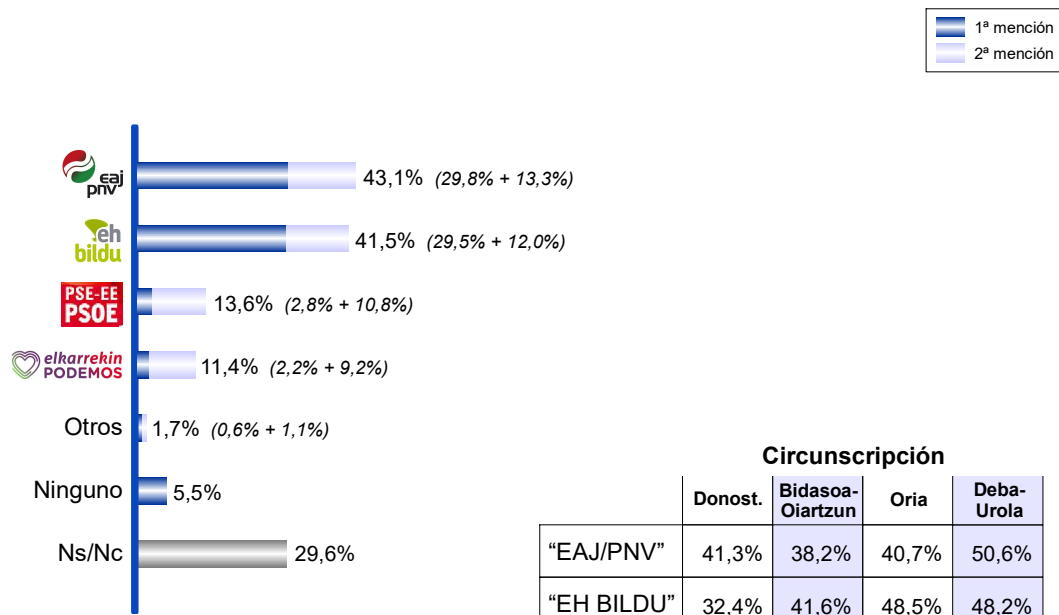 1ª mención
2ª mención
eaj
pnv
43,1% (29,8% + 13,3%)
eh
bildu
41,5% (29,5% + 12,0%)
PSE-EE
PSOE
13,6% (2,8% + 10,8%)
elkarrekin
PODEMOS
11,4% (2,2% + 9,2%)
Otros 1,7% (0,6% + 1,1%)
Ninguno 5,5%
Ns/Nc 29,6%
Circunscripción
Donost. Bidasoa-Oiartzun Oria Deba-Urola
“EAJ/PNV” 41,3% 38,2% 40,7% 50,6%
“EH BILDU” 32,4% 41,6% 48,5% 48,2%